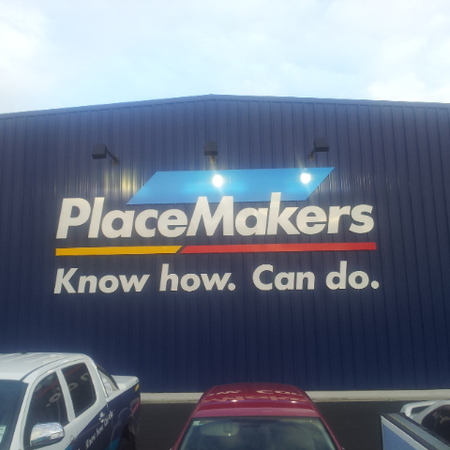 PlaceMakers
Know how. Can do.